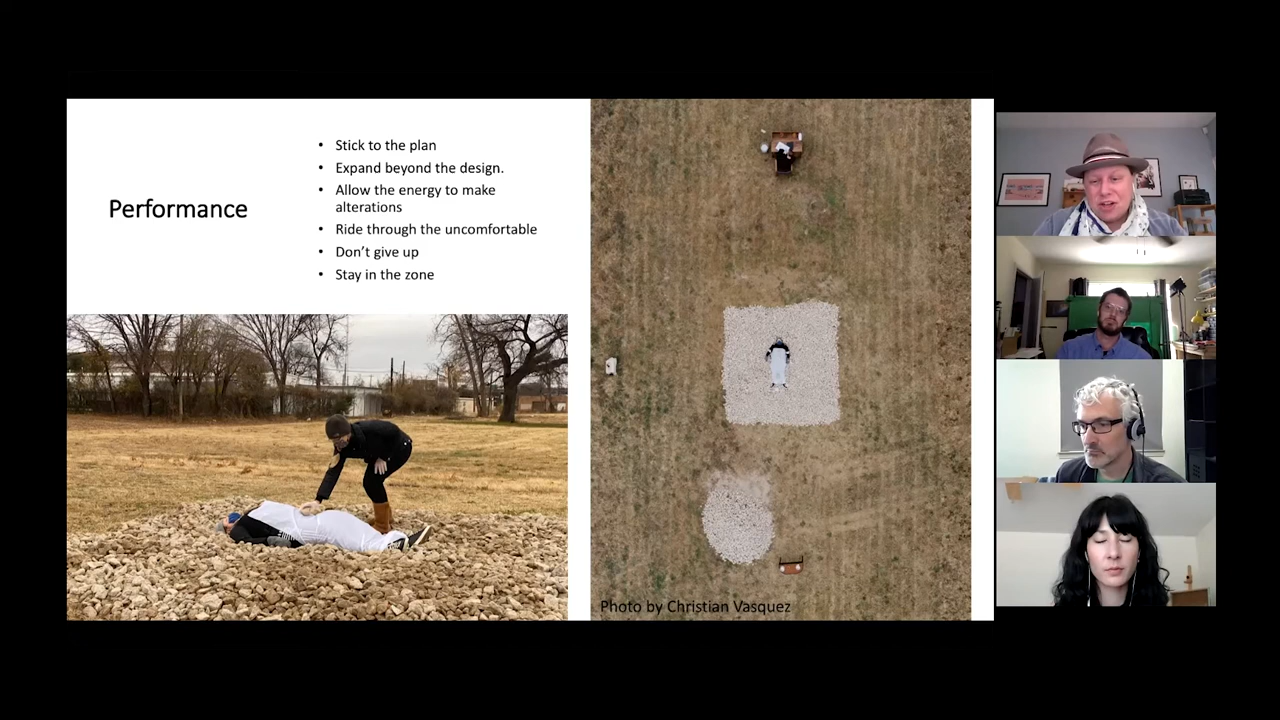 Performance
• Stick to the plan
• Expand beyond the design.
• Allow the energy to make
alterations
• Ride through the uncomfortable
• Don’t give up
• Stay in the zone
Photo by Christian Vasquez